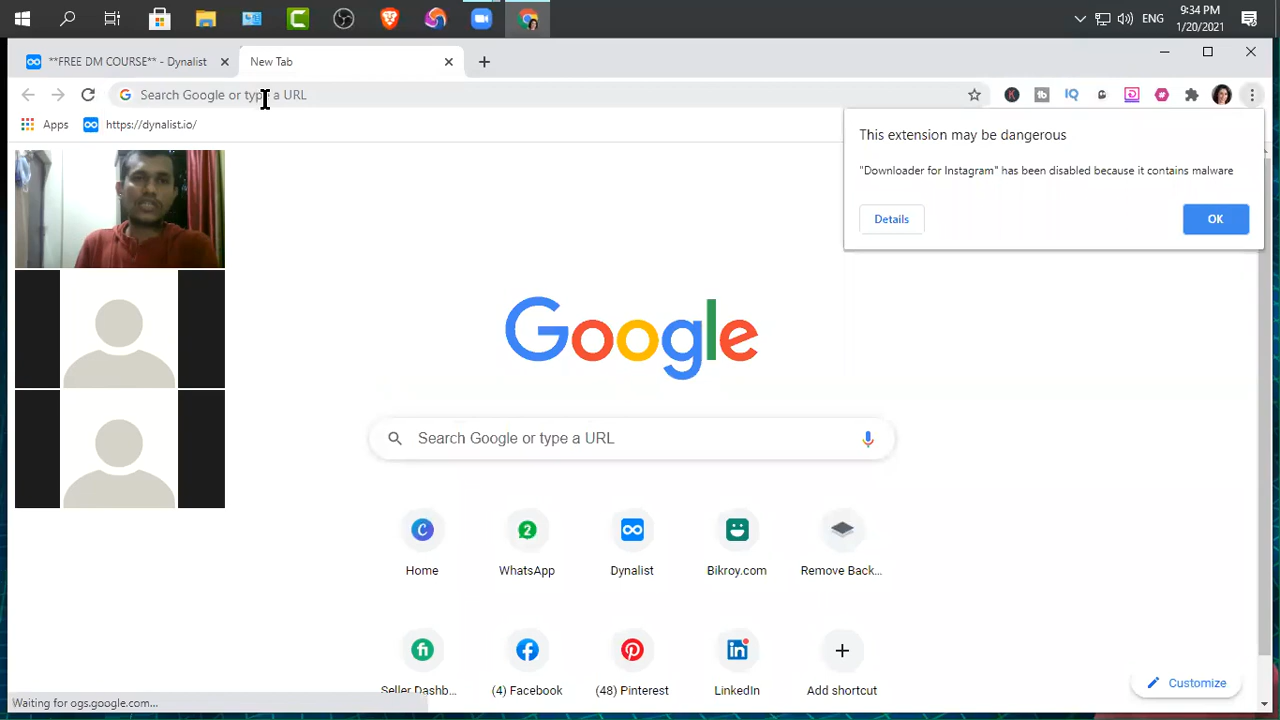 ENG
9:34 PM
1/20/2021
**FREE DM COURSE** - Dynalist
New Tab
Search Google or type a URL
Apps
https://dynalist.io/
This extension may be dangerous
"Downloader for Instagram" has been disabled because it contains malware
Details
OK
Google
Search Google or type a URL
Home
WhatsApp
Dynalist
Bikroy.com
Remove Back...
Seller Dashb...
(4) Facebook
(48) Pinterest
LinkedIn
Add shortcut
Customize
Waiting for ogs.google.com...